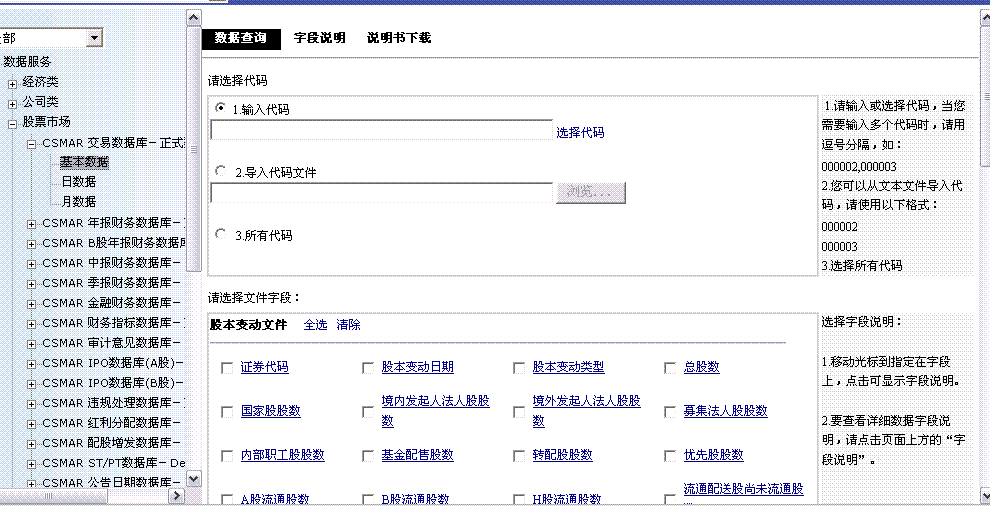 部
数据服务
经济类
公司类
股票市场
CSMAR 交易数据库－正式
基本数据
日数据
月数据
CSMAR 年报财务数据库－
CSMAR B股年报财务数据库
CSMAR 中报财务数据库－
CSMAR 季报财务数据库－
CSMAR 金融财务数据库－
CSMAR 财务指标数据库－
CSMAR 审计意见数据库－
CSMAR IPO数据库(A股)－
CSMAR IPO数据库(B股)－
CSMAR 违规处理数据库－
CSMAR 红利分配数据库－
CSMAR 配股增发数据库－
CSMAR ST/PT数据库－ De
CSMAR 公告日期数据库－
数据查询 字段说明 说明书下载
请选择代码
1.输入代码
选择代码
2.导入代码文件
浏览...
3.所有代码
1.请输入或选择代码，当您
需要输入多个代码时，请用
逗号分隔，如：
000002,000003
2.您可以从文本文件导入代
码，请使用以下格式：
000002
000003
3.选择所有代码
请选择文件字段：
股本变动文件 全选 清除
证券代码 股本变动日期 股本变动类型 总股数
国家股股数 境内发起人法人股股数 境外发起人法人股股数 募集法人股股数
内部职工股股数 基金配售股数 转配股股数 优先股股数
A股流通股数 B股流通股数 H股流通股数 流通配送股尚未流通股
选择字段说明：
1.移动光标到指定在字段
上，点击可显示字段说明。
2.要查看详细数据字段说
明，请点击页面上方的“字
段说明”。